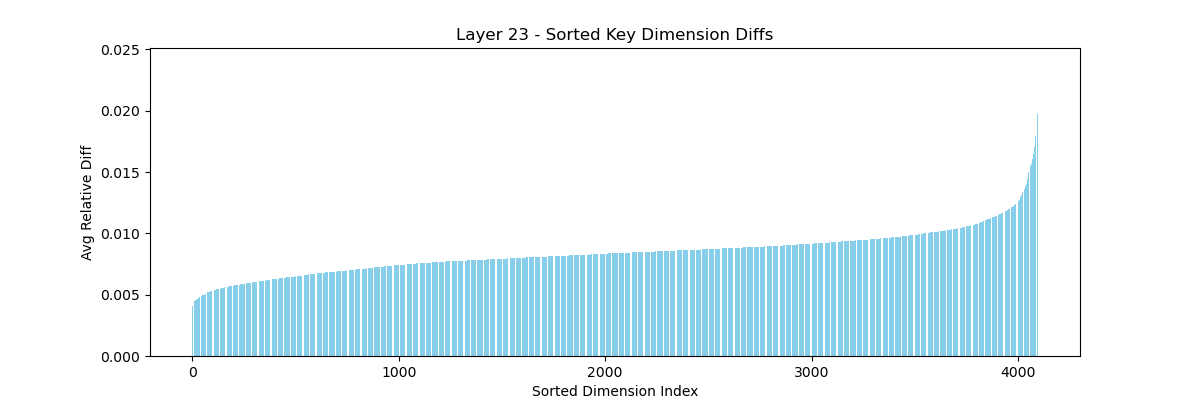 Layer 23 - Sorted Key Dimension Diffs
0.025
0.020
0.015
0.010
0.005
0.000
Avg Relative Diff
0 1000 2000 3000 4000
Sorted Dimension Index